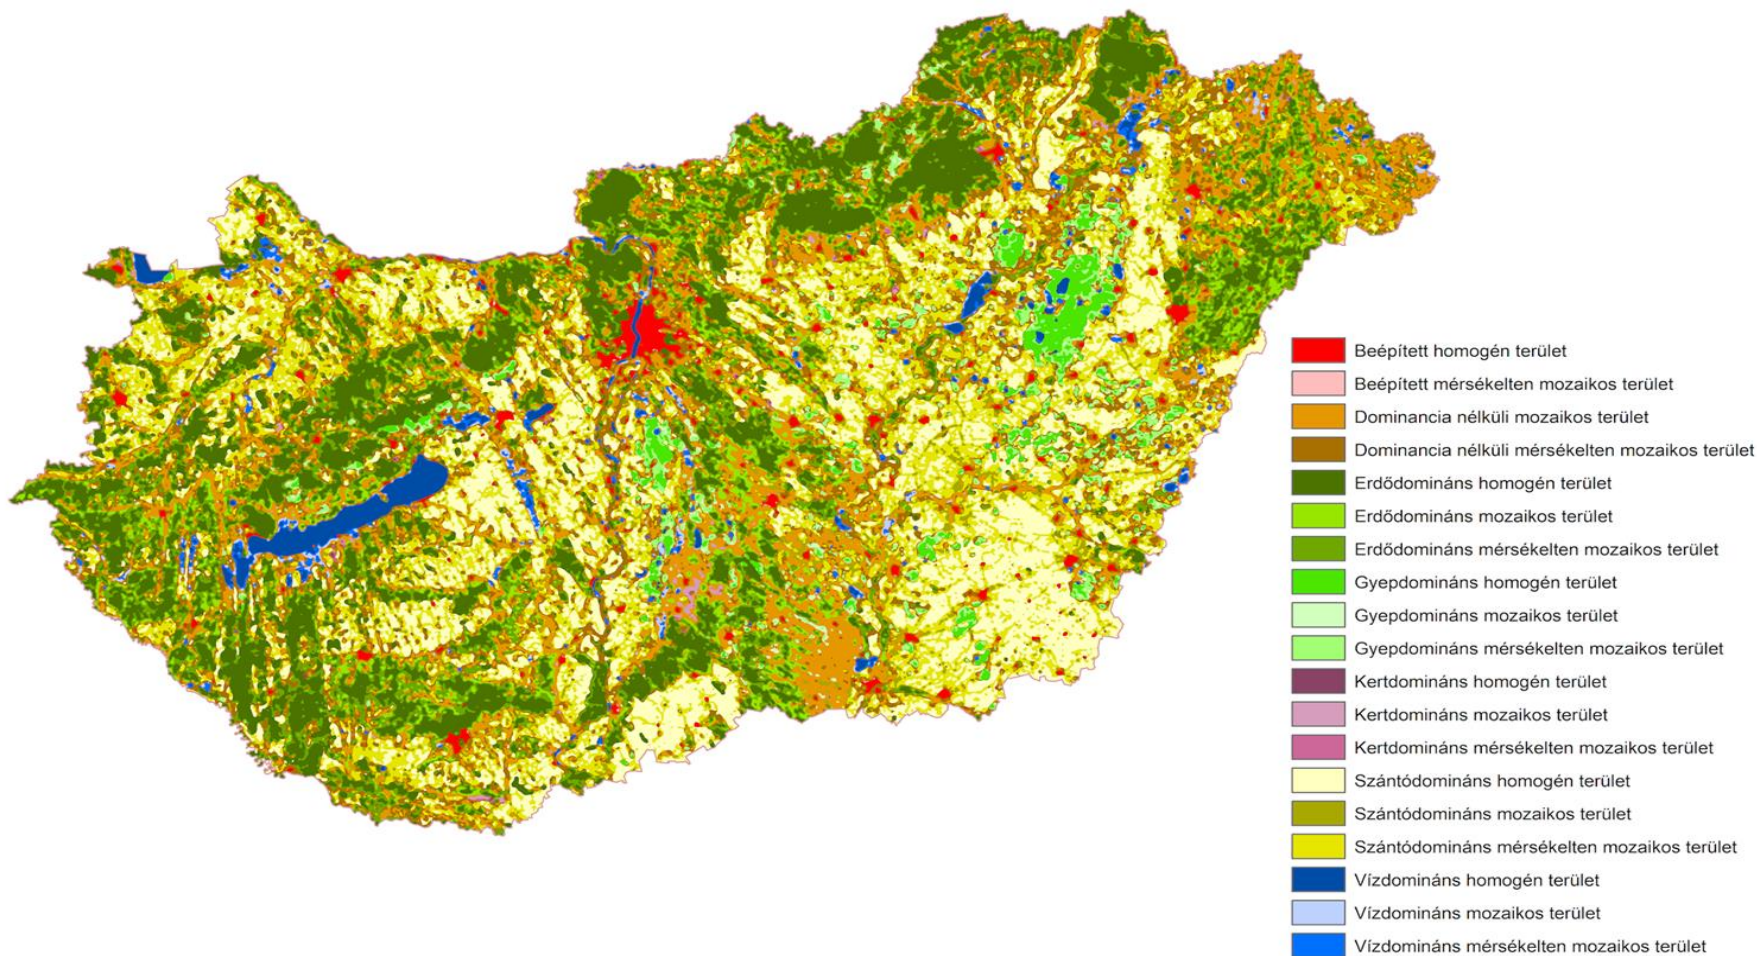 Beépített homogén terület
Beépített mérsékelten mozaikos terület
Dominancia nélküli mozaikos terület
Dominancia nélküli mérsékelten mozaikos terület
Erdődomináns homogén terület
Erdődomináns mozaikos terület
Erdődomináns mérsékelten mozaikos terület
Gyepdomináns homogén terület
Gyepdomináns mozaikos terület
Gyepdomináns mérsékelten mozaikos terület
Kertdomináns homogén terület
Kertdomináns mozaikos terület
Kertdomináns mérsékelten mozaikos terület
Szántódomináns homogén terület
Szántódomináns mozaikos terület
Szántódomináns mérsékelten mozaikos terület
Vízdomináns homogén terület
Vízdomináns mozaikos terület
Vízdomináns mérsékelten mozaikos terület